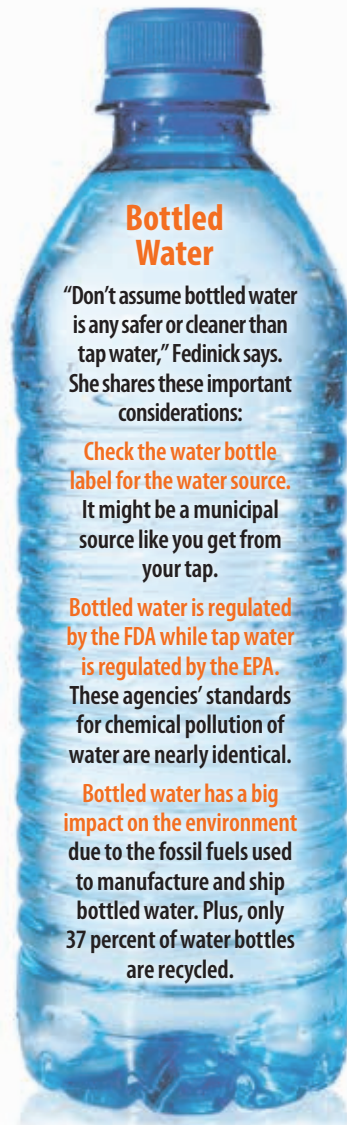 Bottled
Water
“Don’t assume bottled water
is any safer or cleaner than
tap water,” Fedinick says.
She shares these important
considerations:
Check the water bottle
label for the water source.
It might be a municipal
source like you get from
your tap.
Bottled water is regulated
by the FDA while tap water
is regulated by the EPA.
These agencies’ standards
for chemical pollution of
water are nearly identical.
Bottled water has a big
impact on the environment
due to the fossil fuels used
to manufacture and ship
bottled water. Plus, only
37 percent of water bottles
are recycled.